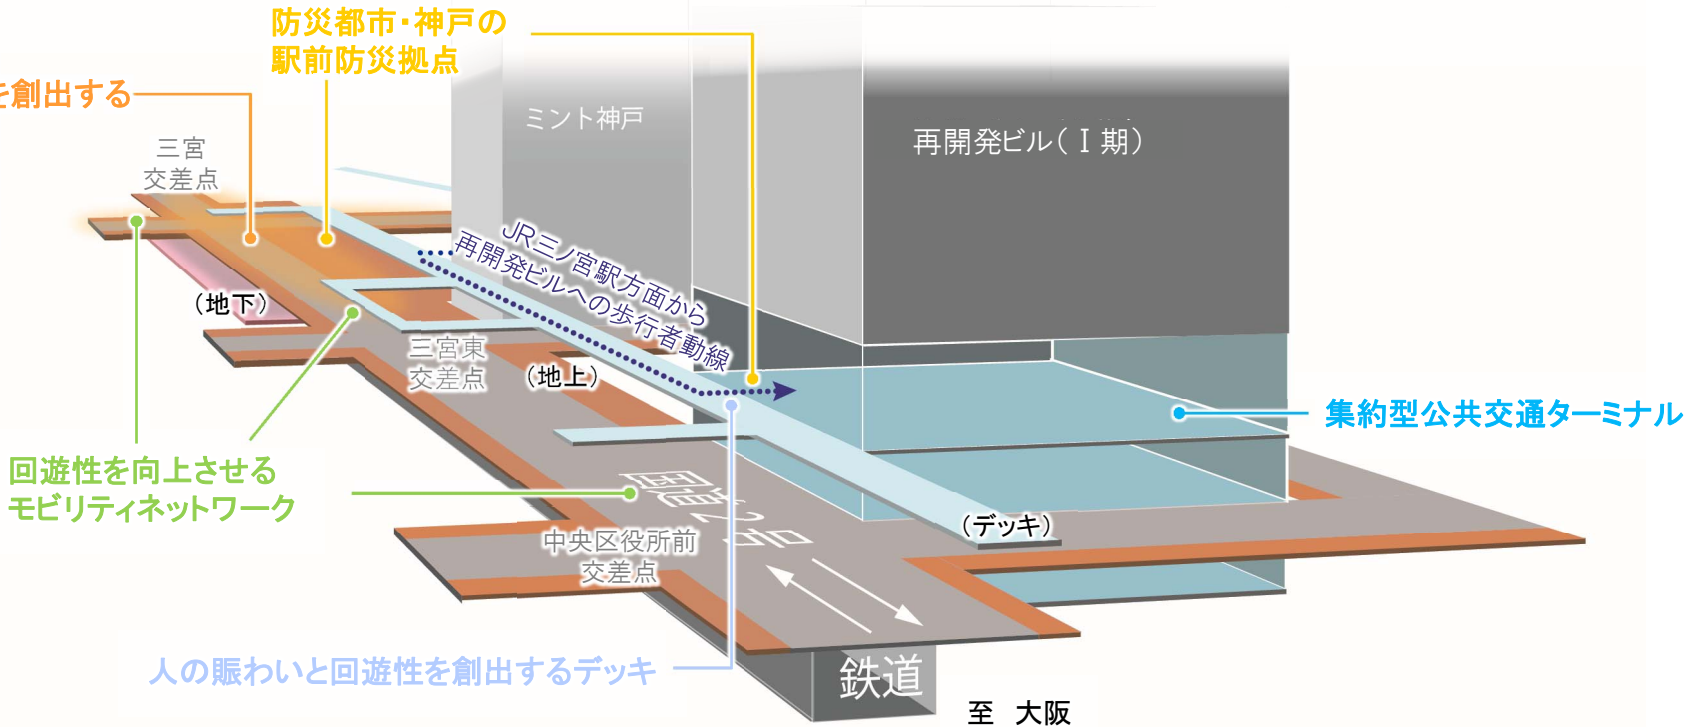 防災都市・神戸の
駅前防災拠点
を創出する
ミント神戸
再開発ビル(Ⅰ期)
三宮
交差点
JR三ノ宮駅方面から
再開発ビルへの歩行者動線
(地下)
三宮東
交差点
(地上)
集約型公共交通ターミナル
回遊性を向上させる
モビリティネットワーク
国道2号
(デッキ)
中央区役所前
交差点
人の賑わいと回遊性を創出するデッキ
鉄道
至 大阪